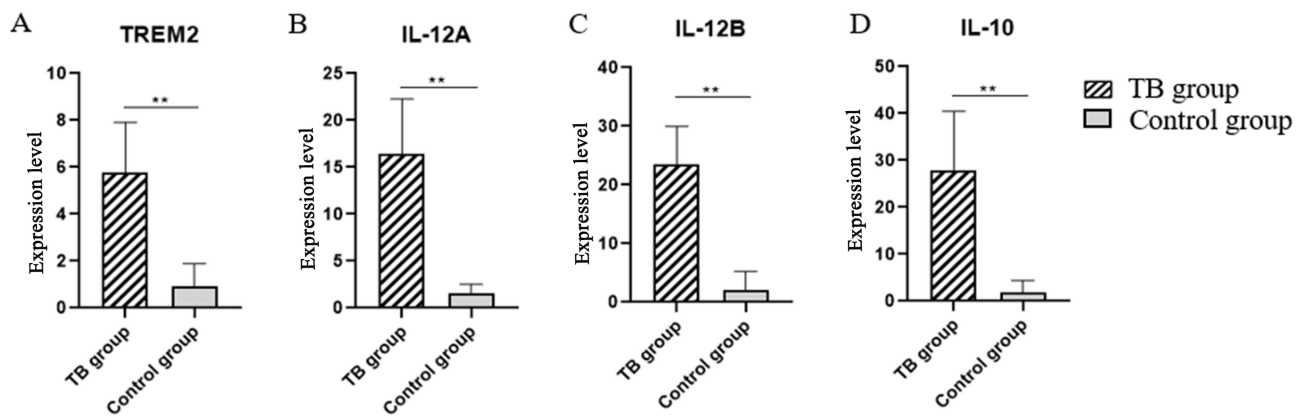 A
TREM2
Expression level
10
8
6
4
2
0
**
TB group
Control group
B
IL-12A
Expression level
25
20
15
10
5
0
**
TB group
Control group
C
IL-12B
Expression level
40
30
20
10
0
**
TB group
Control group
D
IL-10
Expression level
50
40
30
20
10
0
**
TB group
Control group
TB group
Control group